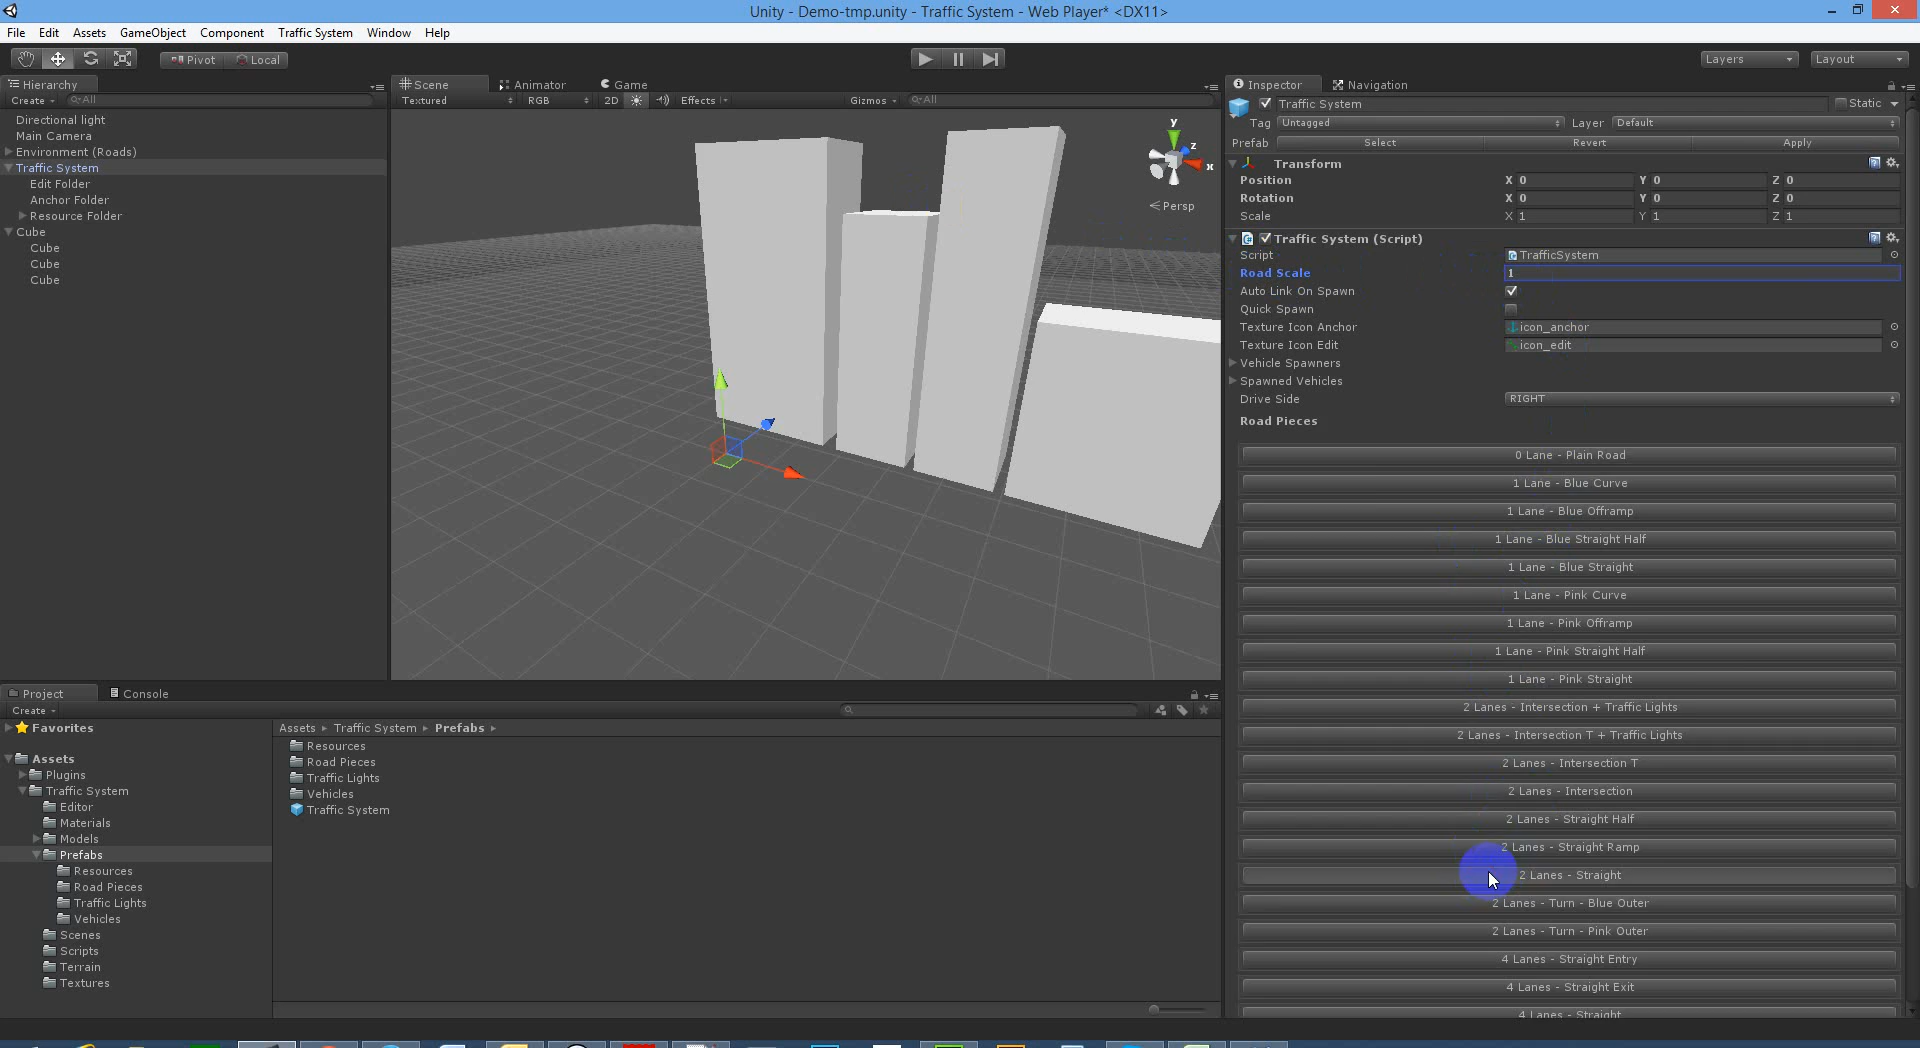 Unity - Demo-tmp.unity - Traffic System - Web Player* <DX11>
File Edit Assets GameObject Component Traffic System Window Help
Pivot Local Layers Layout
Hierarchy
Create All
Directional light
Main Camera
Environment (Roads)
Traffic System
Edit Folder
Anchor Folder
Resource Folder
Cube
Cube
Cube
Cube
Scene Animator Game
Textured RGB 2D Effects Gizmos All
y
z
x
Persp
Inspector Navigation
Traffic System Static
Tag Untagged Layer Default
Prefab Select Revert Apply
Transform
Position X 0 Y 0 Z 0
Rotation X 0 Y 0 Z 0
Scale X 1 Y 1 Z 1
Traffic System (Script)
Script TrafficSystem
Road Scale 1
Auto Link On Spawn
Quick Spawn
Texture Icon Anchor icon_anchor
Texture Icon Edit icon_edit
Vehicle Spawners
Spawned Vehicles
Drive Side RIGHT
Road Pieces
0 Lane - Plain Road
1 Lane - Blue Curve
1 Lane - Blue Offramp
1 Lane - Blue Straight Half
1 Lane - Blue Straight
1 Lane - Pink Curve
1 Lane - Pink Offramp
1 Lane - Pink Straight Half
1 Lane - Pink Straight
2 Lanes - Intersection + Traffic Lights
2 Lanes - Intersection T + Traffic Lights
2 Lanes - Intersection T
2 Lanes - Intersection
2 Lanes - Straight Half
2 Lanes - Straight Ramp
2 Lanes - Straight
2 Lanes - Turn - Blue Outer
2 Lanes - Turn - Pink Outer
4 Lanes - Straight Entry
4 Lanes - Straight Exit
4 Lanes - Straight
Project Console
Create
Favorites
Assets
Plugins
Traffic System
Editor
Materials
Models
Prefabs
Resources
Road Pieces
Traffic Lights
Vehicles
Scenes
Scripts
Terrain
Textures
Assets Traffic System Prefabs
Resources
Road Pieces
Traffic Lights
Vehicles
Traffic System